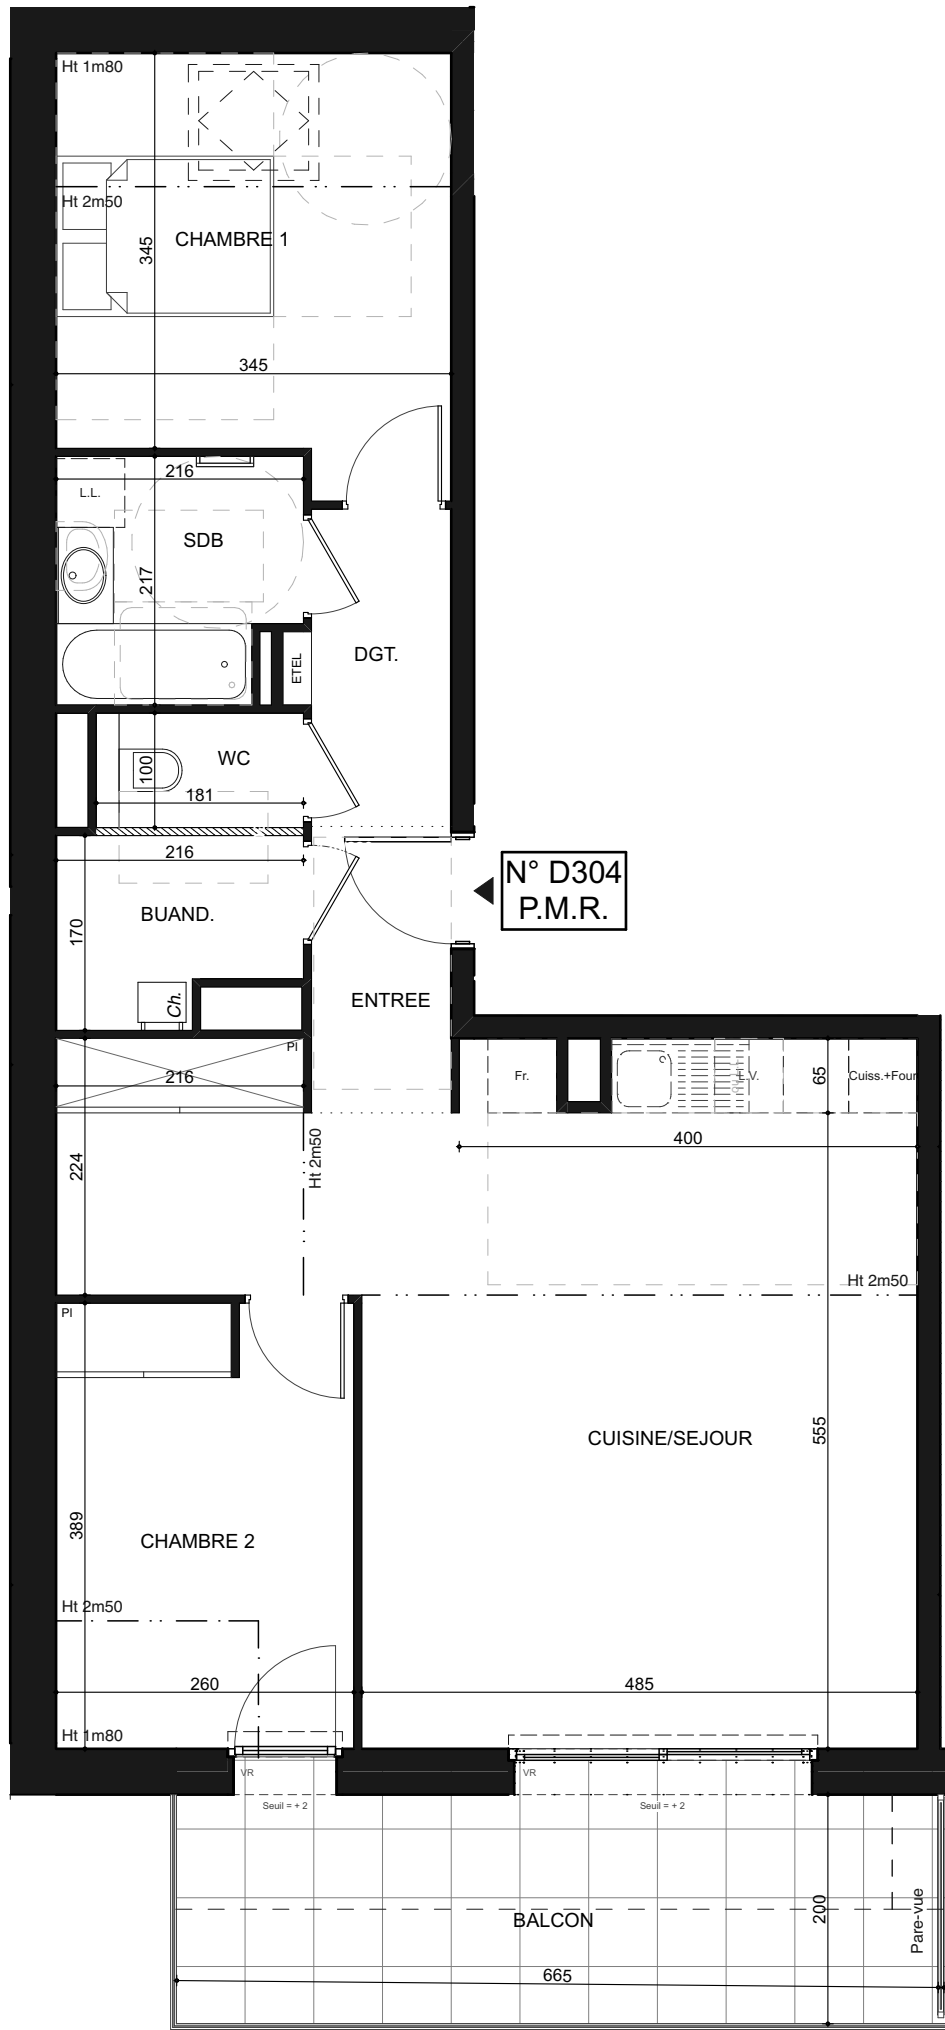 Ht 1m80
Ht 2m50
CHAMBRE 1
345
345
216
L.L.
SDB
217
ETEL
DGT.
WC
100
181
216
N° D304
P.M.R.
BUAND.
170
Ch.
ENTREE
Pl
216
Fr.
L.V.
65
Cuiss.+Four
400
224
Ht 2m50
Ht 2m50
Pl
CUISINE/SEJOUR
555
389
CHAMBRE 2
Ht 2m50
260
485
Ht 1m80
VR
VR
Seuil = + 2
Seuil = + 2
BALCON
200
Pare-vue
665